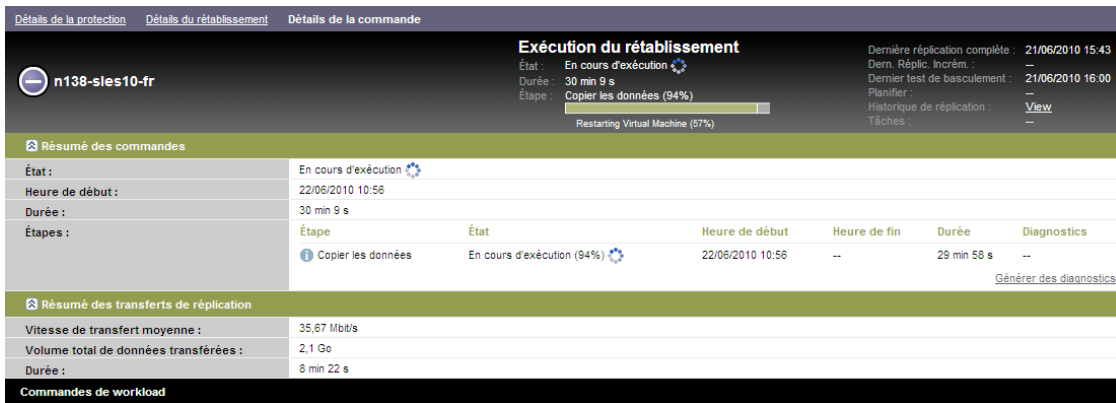 Détails de la protection Détails du rétablissement Détails de la commande
n138-sles10-fr
Exécution du rétablissement
État : En cours d'exécution
Durée : 30 min 9 s
Étape : Copier les données (94%)
Restarting Virtual Machine (57%)
Dernière réplication complète : 21/06/2010 15:43
Dern. Réplic. Incrém. : --
Dernier test de basculement : 21/06/2010 16:00
Planifier : --
Historique de réplication : View
Tâches : --
Résumé des commandes
État : En cours d'exécution
Heure de début : 22/06/2010 10:56
Durée : 30 min 9 s
Étapes : Étape État Heure de début Heure de fin Durée Diagnostics
Copier les données En cours d'exécution (94%) 22/06/2010 10:56 -- 29 min 58 s --
Générer des diagnostics
Résumé des transferts de réplication
Vitesse de transfert moyenne : 35,67 Mbit/s
Volume total de données transférées : 2,1 Go
Durée : 8 min 22 s
Commandes de workload